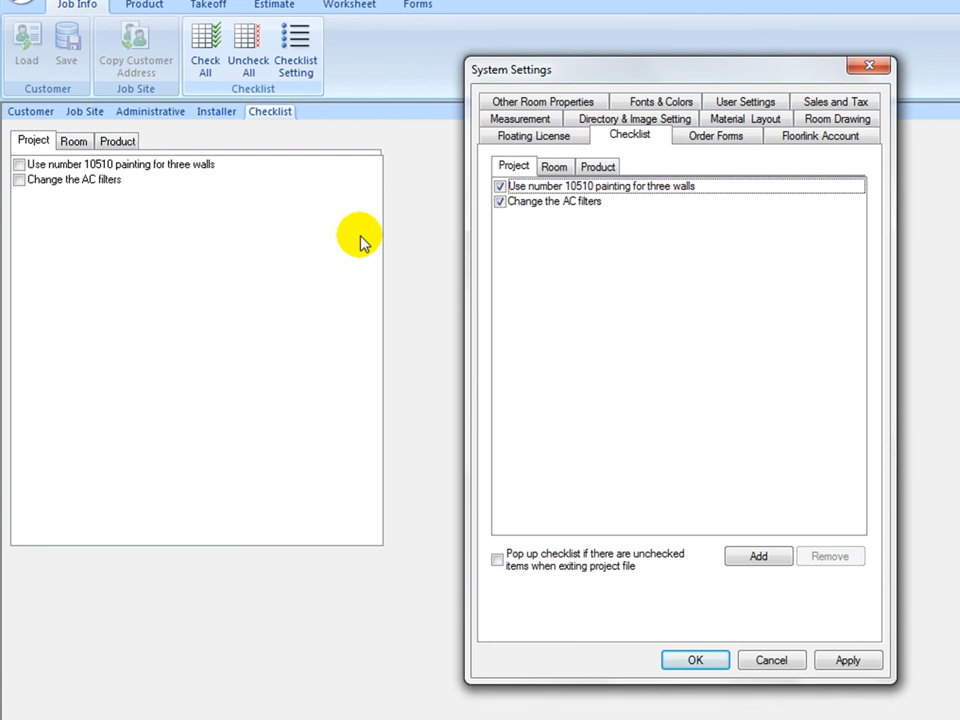 Job Info Product Takeoff Estimate Worksheet Forms
Load Save Copy Customer Address Check All Uncheck All Checklist Setting
Customer Job Site Checklist
Customer Job Site Administrative Installer Checklist
Project Room Product
Use number 10510 painting for three walls
Change the AC filters
System Settings
Other Room Properties Fonts & Colors User Settings Sales and Tax
Measurement Directory & Image Setting Material Layout Room Drawing
Floating License Checklist Order Forms Floorlink Account
Project Room Product
Use number 10510 painting for three walls
Change the AC filters
Pop up checklist if there are unchecked
items when exiting project file
Add Remove
OK Cancel Apply